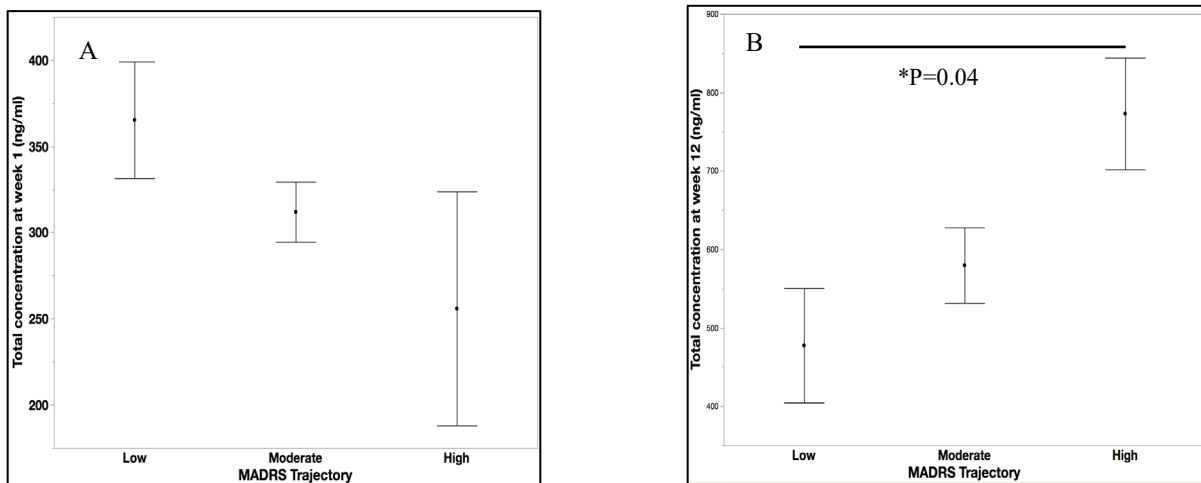 A
Total concentration at week 1 (ng/ml)
400
350
300
250
200
Low Moderate High
MADRS Trajectory
B
*P=0.04
Total concentration at week 12 (ng/ml)
900
800
700
600
500
400
Low Moderate High
MADRS Trajectory